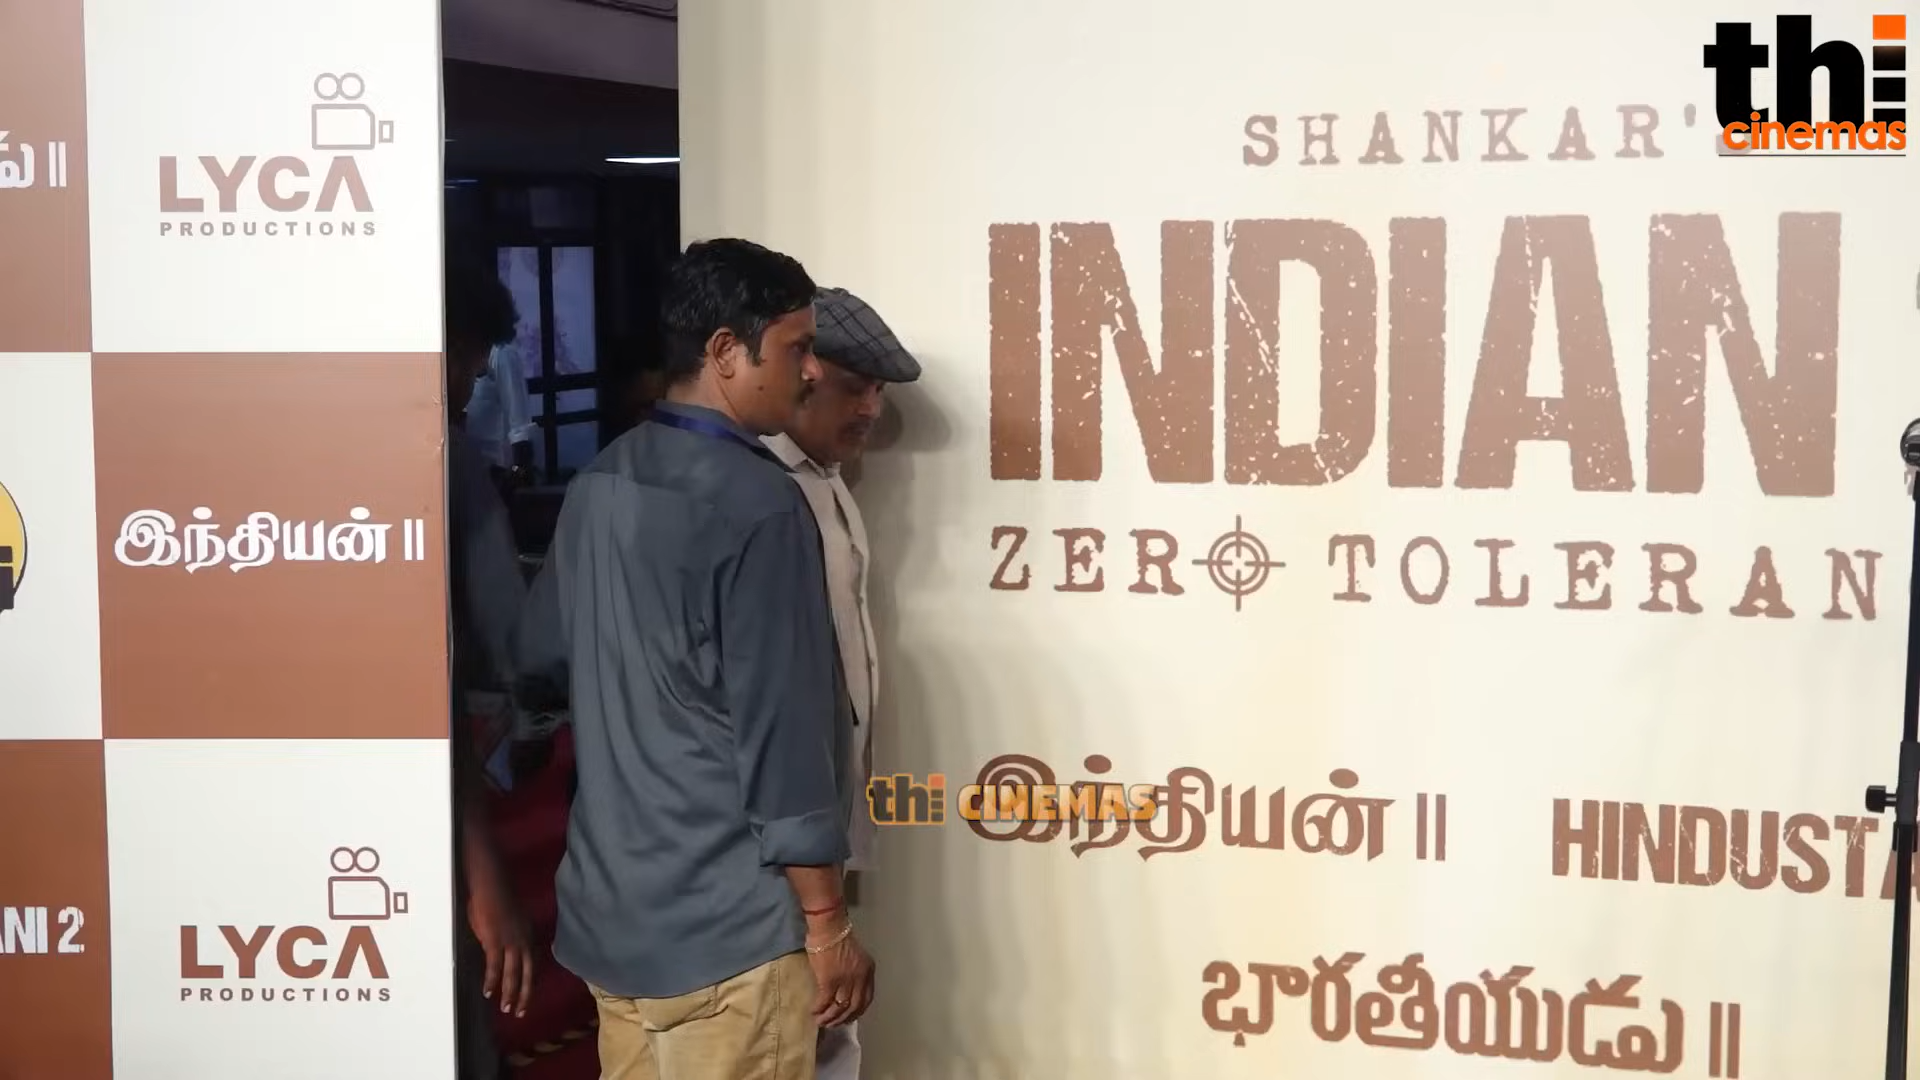 LYCA
PRODUCTIONS
இந்தியன் II
LYCA
PRODUCTIONS
ANI 2
thi
cinemas
SHANKAR'S
INDIAN
ZERO TOLERAN
thi CINEMAS
இந்தியன் II
HINDUSTA
భారతీయుడు II